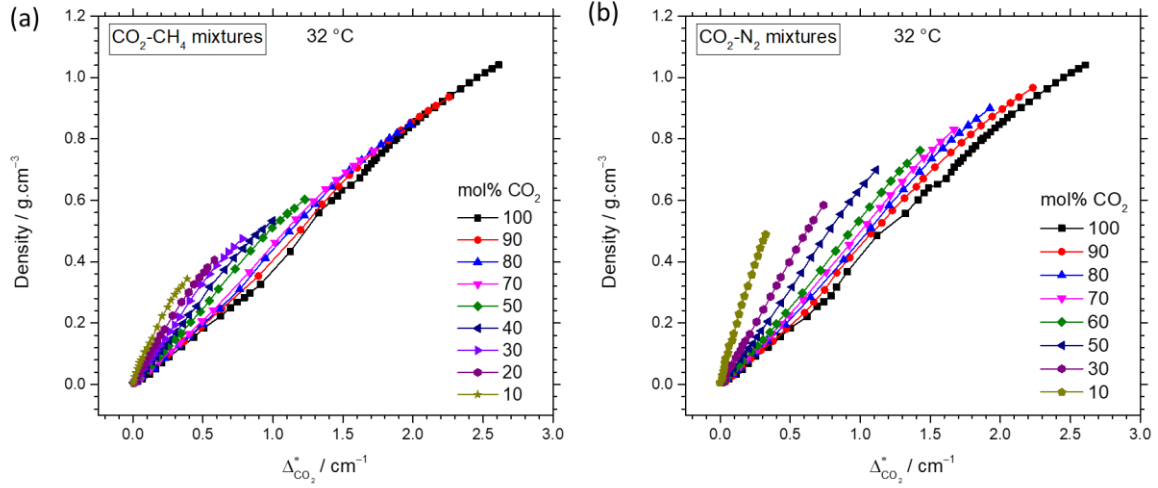 (a)
CO₂-CH₄ mixtures 32 °C
1.2
1.0
0.8
0.6
0.4
0.2
0.0
Density / g.cm⁻³
mol% CO₂
100
90
80
70
50
40
30
20
10
0.0 0.5 1.0 1.5 2.0 2.5 3.0
Δ*CO₂ / cm⁻¹
(b)
CO₂-N₂ mixtures 32 °C
1.2
1.0
0.8
0.6
0.4
0.2
0.0
Density / g.cm⁻³
mol% CO₂
100
90
80
70
60
50
30
10
0.0 0.5 1.0 1.5 2.0 2.5 3.0
Δ*CO₂ / cm⁻¹